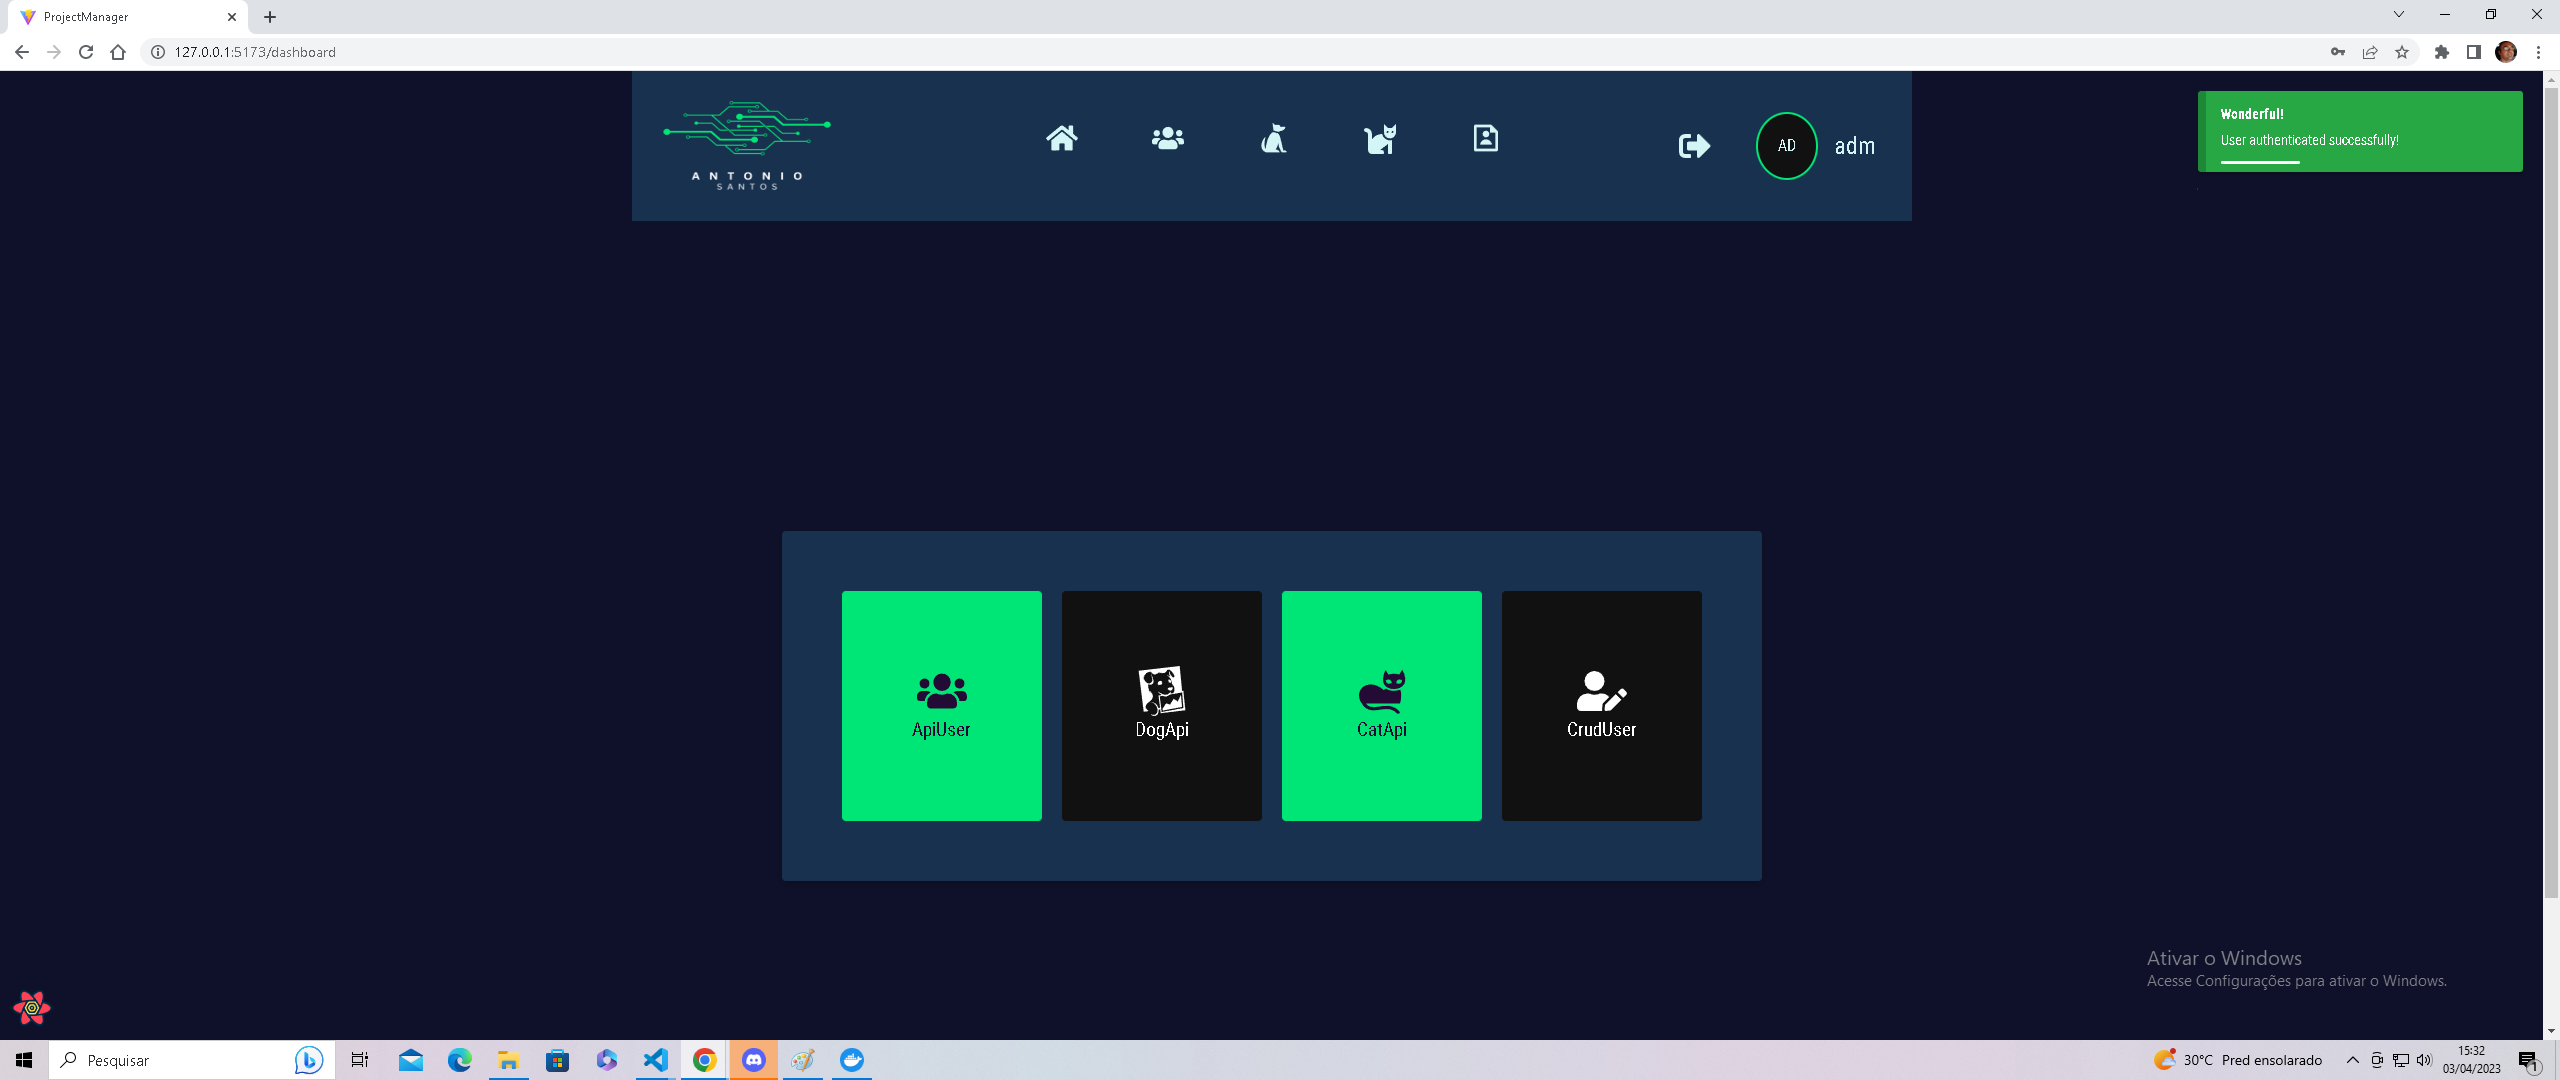 ProjectManager
127.0.0.1:5173/dashboard
ANTONIO
SANTOS
AD
adm
Wonderful!
User authenticated successfully!
ApiUser
DogApi
CatApi
CrudUser
Ativar o Windows
Acesse Configurações para ativar o Windows.
Pesquisar
30°C Pred ensolarado
15:32
03/04/2023
1